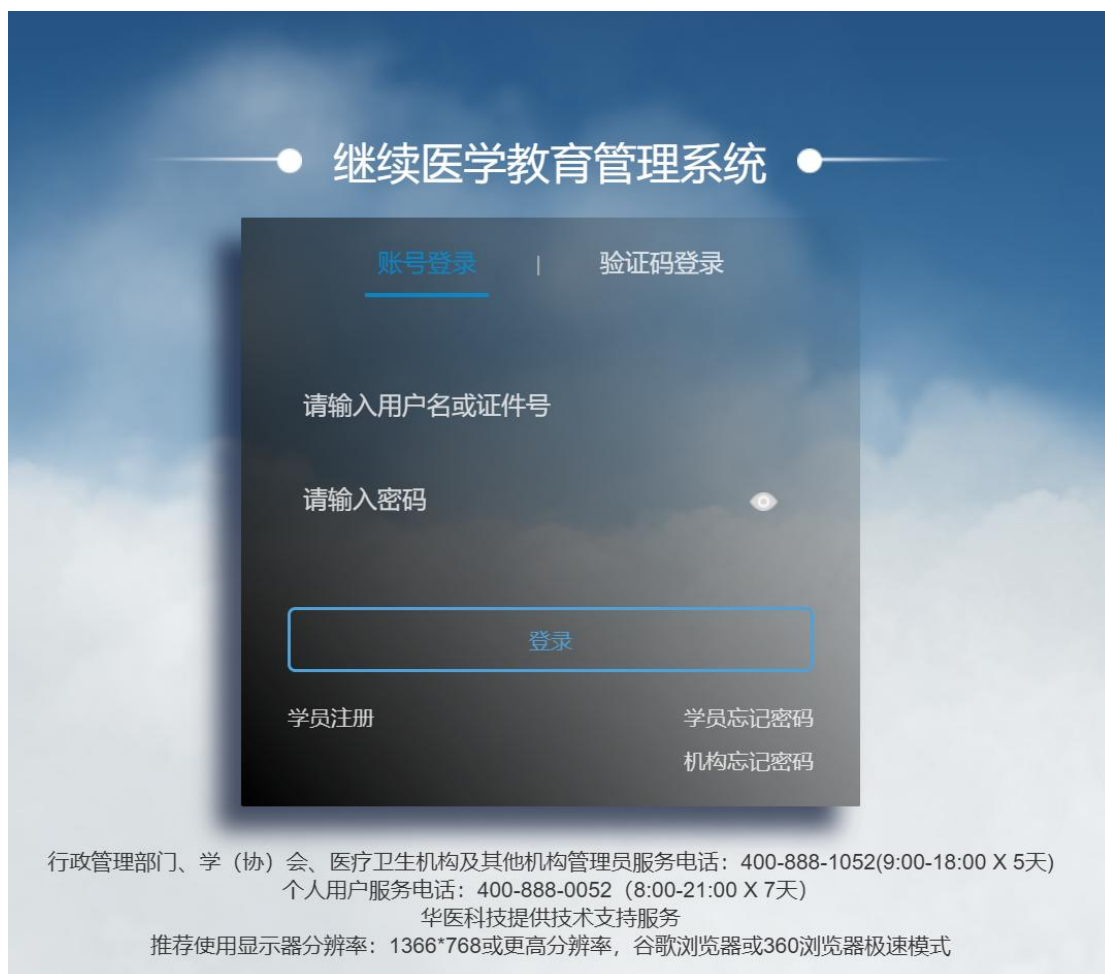 继续医学教育管理系统
账号登录 | 验证码登录
请输入用户名或证件号
请输入密码
登录
学员注册 学员忘记密码
机构忘记密码
行政管理部门、学（协）会、医疗卫生机构及其他机构管理员服务电话：400-888-1052(9:00-18:00 X 5天)
个人用户服务电话：400-888-0052（8:00-21:00 X 7天）
华医科技提供技术支持服务
推荐使用显示器分辨率：1366*768或更高分辨率，谷歌浏览器或360浏览器极速模式